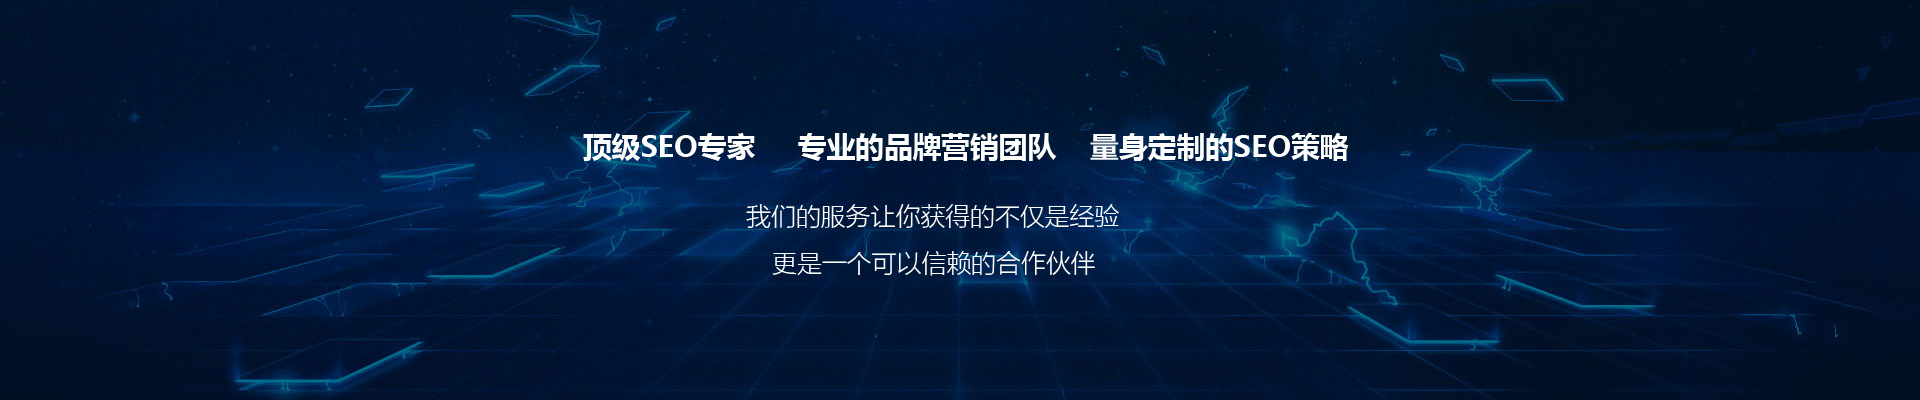 顶级SEO专家 专业的品牌营销团队 量身定制的SEO策略
我们的服务让你获得的不仅是经验
更是一个可以信赖的合作伙伴